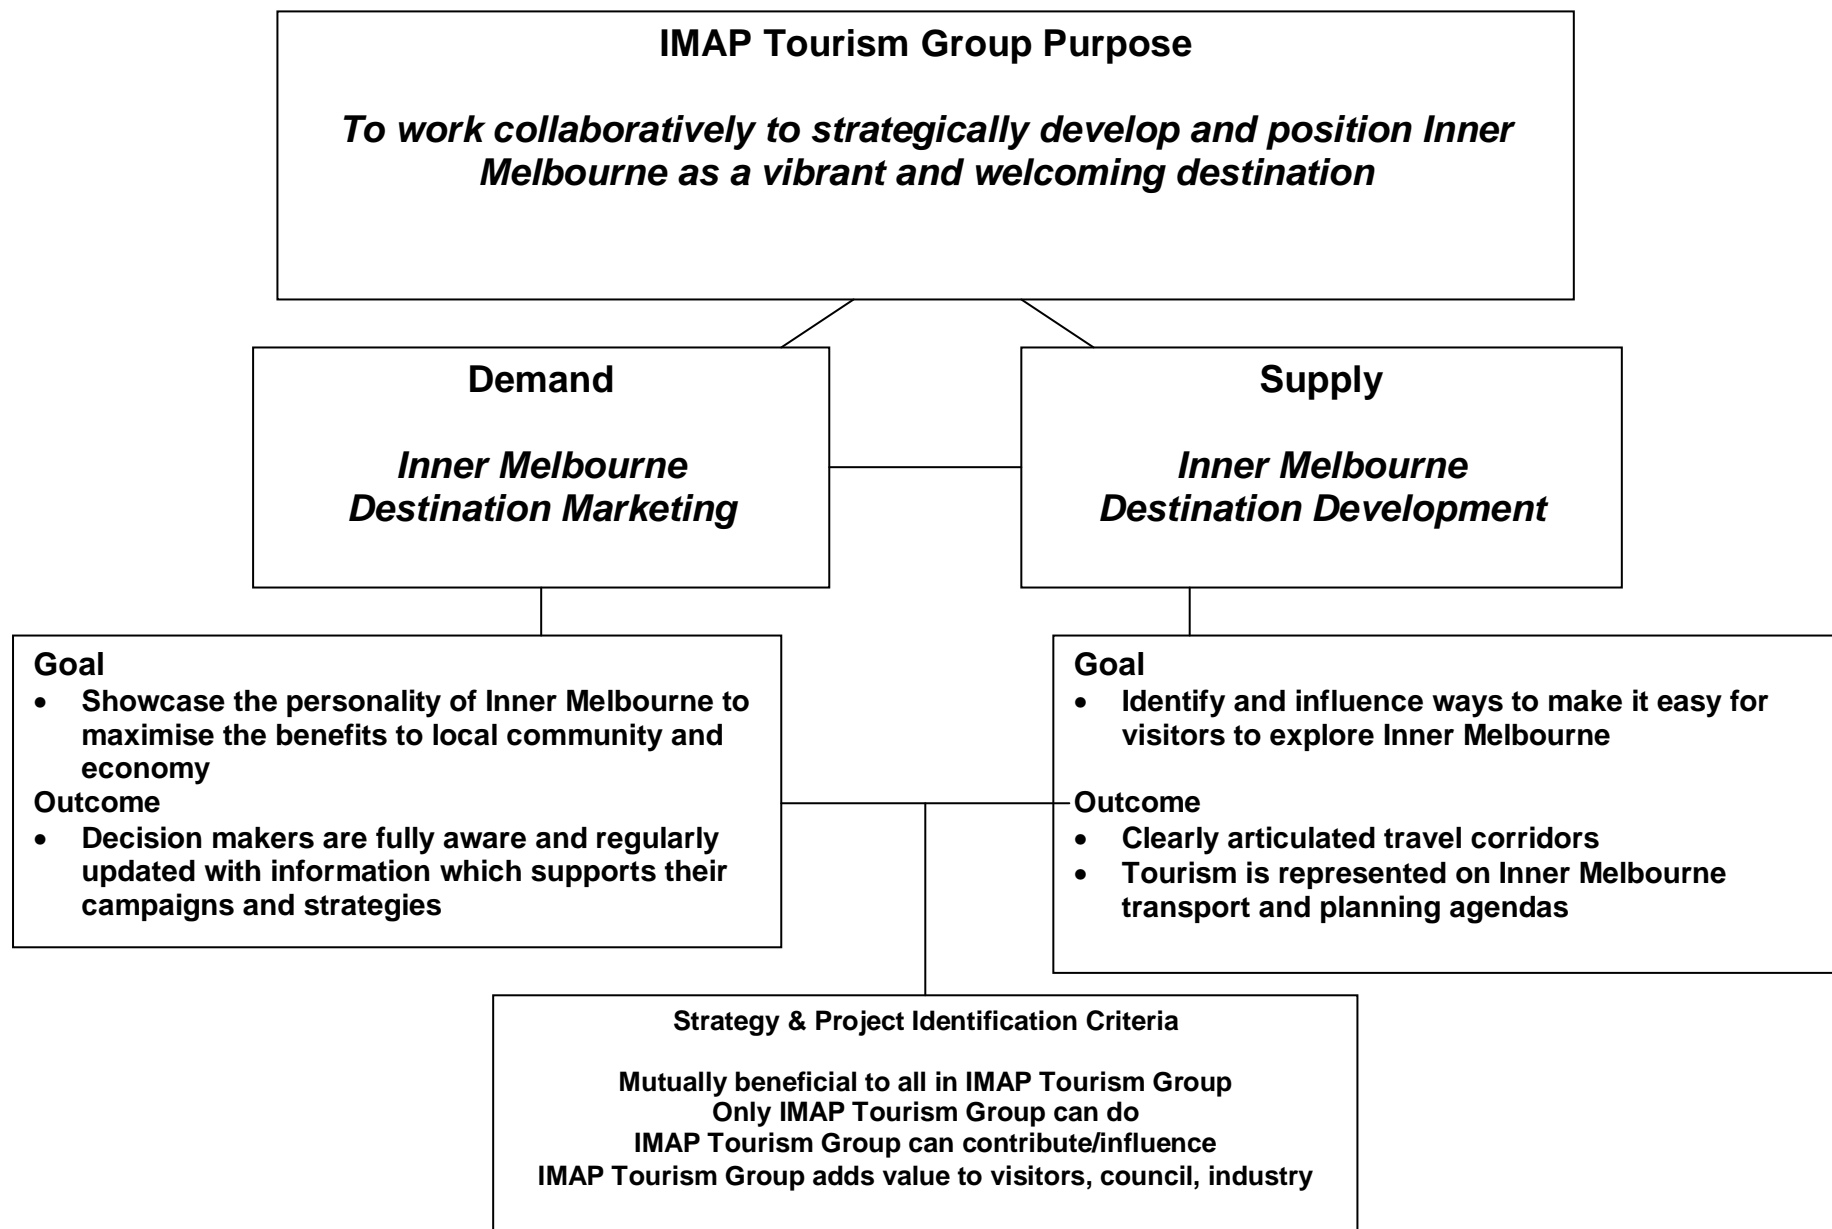 IMAP Tourism Group Purpose
To work collaboratively to strategically develop and position Inner
Melbourne as a vibrant and welcoming destination
Demand
Inner Melbourne
Destination Marketing
Supply
Inner Melbourne
Destination Development
Goal
• Showcase the personality of Inner Melbourne to
maximise the benefits to local community and
economy
Outcome
• Decision makers are fully aware and regularly
updated with information which supports their
campaigns and strategies
Goal
• Identify and influence ways to make it easy for
visitors to explore Inner Melbourne
Outcome
• Clearly articulated travel corridors
• Tourism is represented on Inner Melbourne
transport and planning agendas
Strategy & Project Identification Criteria
Mutually beneficial to all in IMAP Tourism Group
Only IMAP Tourism Group can do
IMAP Tourism Group can contribute/influence
IMAP Tourism Group adds value to visitors, council, industry